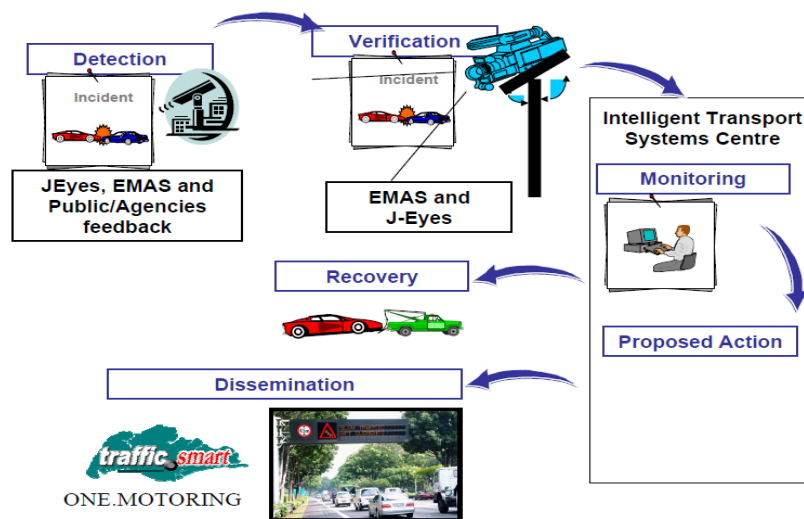 Detection
Incident
JEyes, EMAS and
Public/Agencies
feedback
Verification
Incident
EMAS and
J-Eyes
Intelligent Transport
Systems Centre
Monitoring
Proposed Action
Recovery
Dissemination
traffic smart
ONE.MOTORING